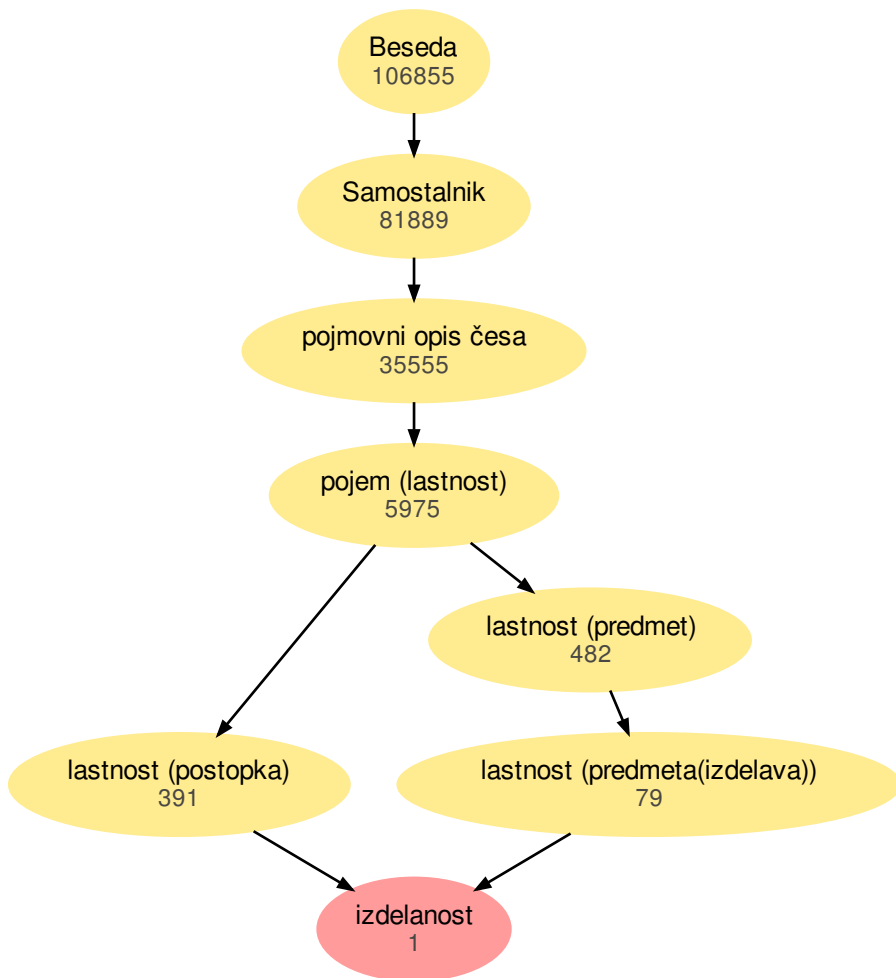 Beseda
106855
Samostalnik
81889
pojmovni opis česa
35555
pojem (lastnost)
5975
lastnost (predmet)
482
lastnost (postopka)
391
lastnost (predmeta(izdelava))
79
izdelanost
1